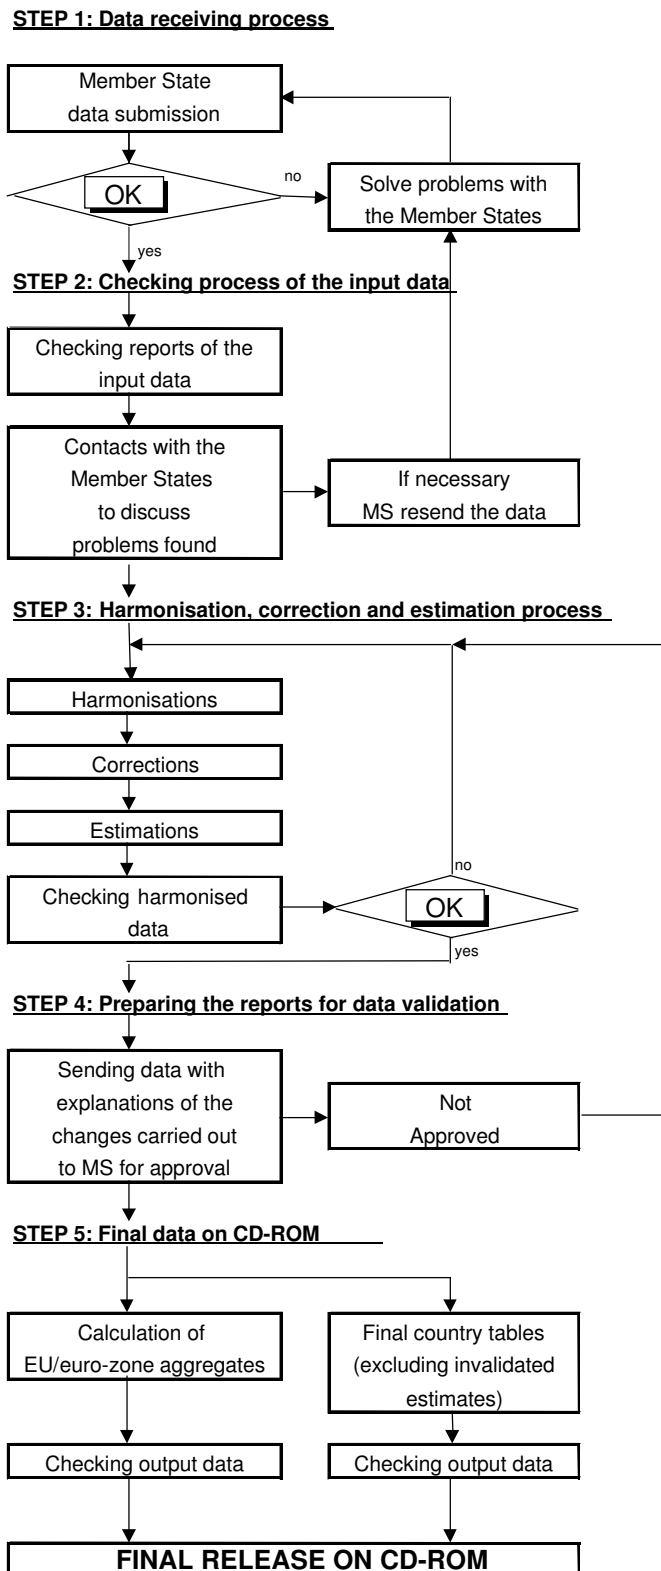 STEP 1: Data receiving process
Member State
data submission
OK
no
Solve problems with
the Member States
yes
STEP 2: Checking process of the input data
Checking reports of the
input data
Contacts with the
Member States
to discuss
problems found
If necessary
MS resend the data
STEP 3: Harmonisation, correction and estimation process
Harmonisations
Corrections
Estimations
Checking harmonised
data
no
OK
yes
STEP 4: Preparing the reports for data validation
Sending data with
explanations of the
changes carried out
to MS for approval
Not
Approved
STEP 5: Final data on CD-ROM
Calculation of
EU/euro-zone aggregates
Final country tables
(excluding invalidated
estimates)
Checking output data
Checking output data
FINAL RELEASE ON CD-ROM